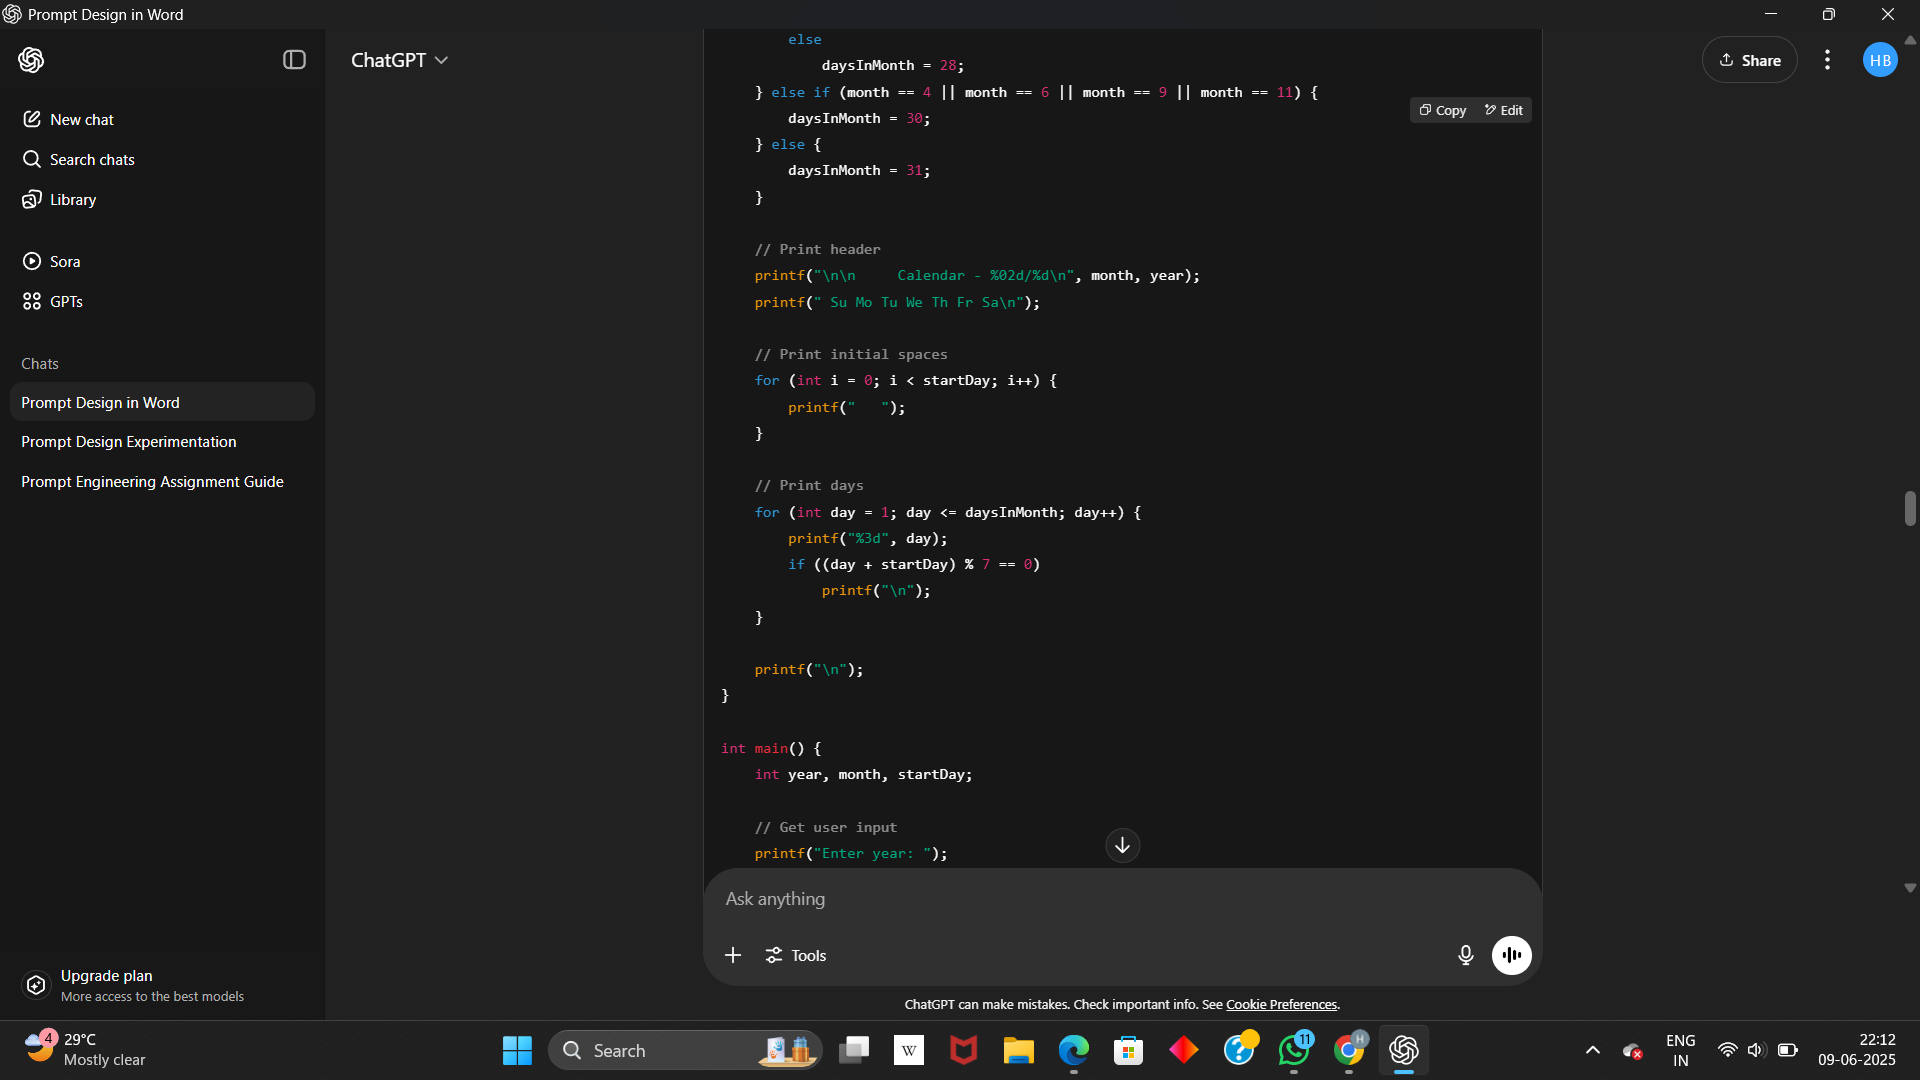 Prompt Design in Word
ChatGPT
Share
HB
New chat
Search chats
Library
Sora
GPTs
Chats
Prompt Design in Word
Prompt Design Experimentation
Prompt Engineering Assignment Guide
Upgrade plan
More access to the best models
Copy Edit
        else
            daysInMonth = 28;
    } else if (month == 4 || month == 6 || month == 9 || month == 11) {
        daysInMonth = 30;
    } else {
        daysInMonth = 31;
    }
    // Print header
    printf("\n\n     Calendar - %02d/%d\n", month, year);
    printf(" Su Mo Tu We Th Fr Sa\n");
    // Print initial spaces
    for (int i = 0; i < startDay; i++) {
        printf("   ");
    }
    // Print days
    for (int day = 1; day <= daysInMonth; day++) {
        printf("%3d", day);
        if ((day + startDay) % 7 == 0)
            printf("\n");
    }
    printf("\n");
}
int main() {
    int year, month, startDay;
    // Get user input
    printf("Enter year: ");
Ask anything
Tools
ChatGPT can make mistakes. Check important info. See Cookie Preferences.
4
29°C
Mostly clear
Search
W
11
H
ENG
IN
22:12
09-06-2025